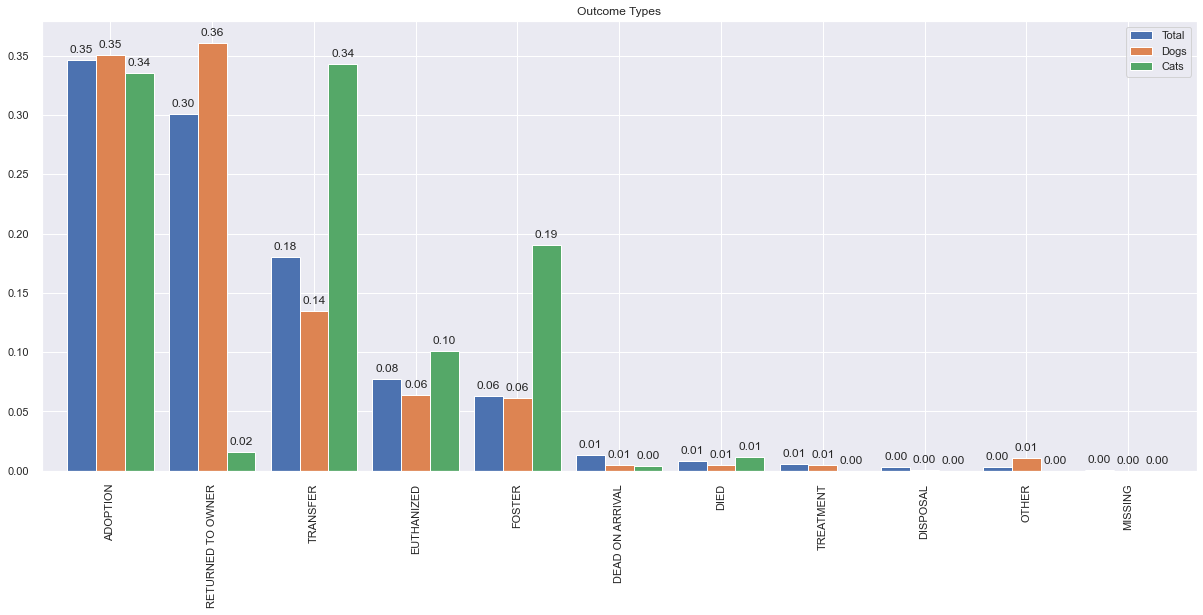 Outcome Types
Total
Dogs
Cats
0.35
0.30
0.25
0.20
0.15
0.10
0.05
0.00
0.35 0.35 0.34
0.30 0.36 0.02
0.18 0.14 0.34
0.08 0.06 0.10
0.06 0.06 0.19
0.01 0.01 0.00
0.01 0.01 0.01
0.01 0.01 0.00
0.00 0.00 0.00
0.00 0.01 0.00
0.00 0.00 0.00
ADOPTION
RETURNED TO OWNER
TRANSFER
EUTHANIZED
FOSTER
DEAD ON ARRIVAL
DIED
TREATMENT
DISPOSAL
OTHER
MISSING